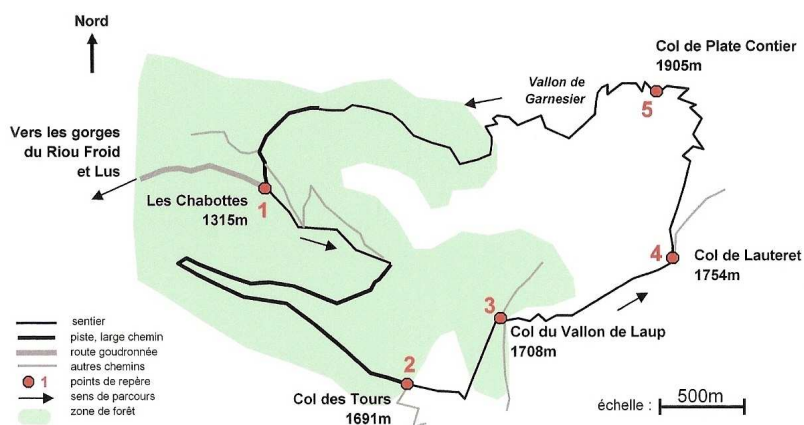 Nord
Col de Plate Contier
1905m
Vallon de
Garnesier
5
Vers les gorges
du Riou Froid
et Lus
Les Chabottes
1315m
1
4
Col de Lauteret
1754m
3
Col du Vallon de Laup
1708m
2
Col des Tours
1691m
sentier
piste, large chemin
route goudronnée
autres chemins
1 points de repère
sens de parcours
zone de forêt
échelle : 500m